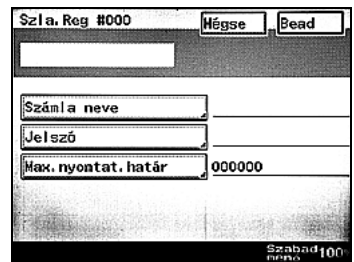 Szla.Reg #000 Mégse Bead
Számla neve
Jelszó
Max.nyomtat.határ 000000
Szabad
memó 100%